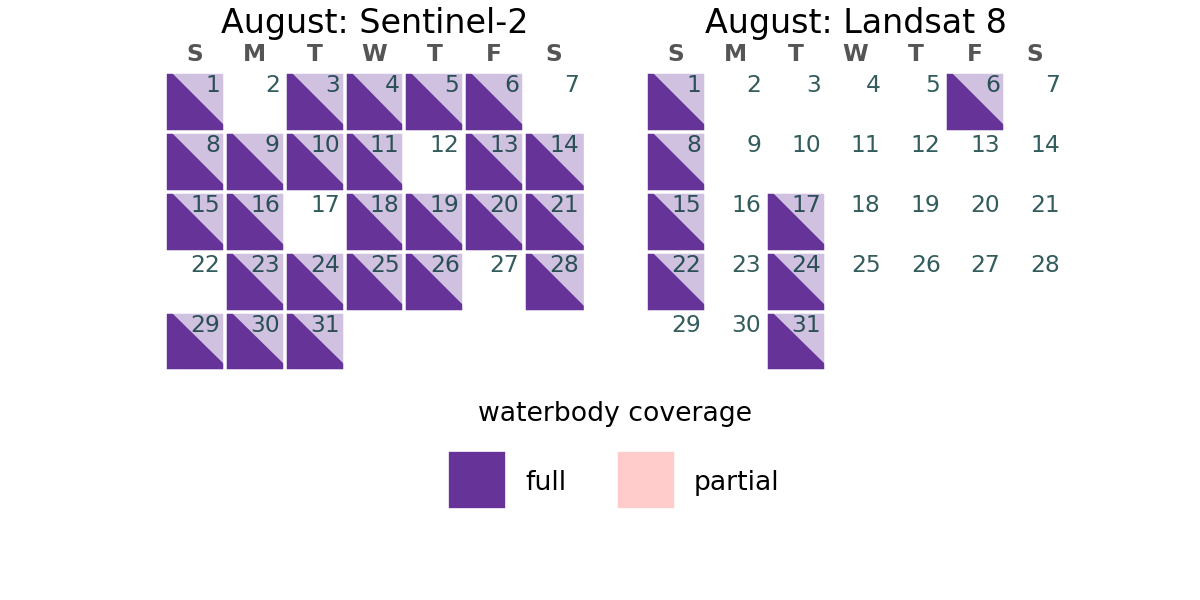 August: Sentinel-2
S M T W T F S
1 2 3 4 5 6 7
8 9 10 11 12 13 14
15 16 17 18 19 20 21
22 23 24 25 26 27 28
29 30 31
August: Landsat 8
S M T W T F S
1 2 3 4 5 6 7
8 9 10 11 12 13 14
15 16 17 18 19 20 21
22 23 24 25 26 27 28
29 30 31
waterbody coverage
full partial